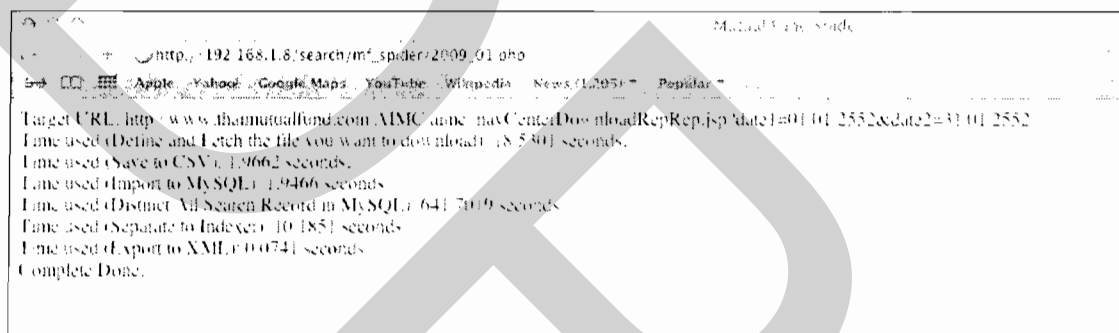 http://192.168.1.8/search/mf_spider/2009_01.php
Apple Yahoo! Google Maps YouTube Wikipedia News (1,205) Popular
Target URL: http://www.thaimutualfund.com/AIMC/aimc_navCenterDownloadRepRep.jsp?date1=01/01/2552&date2=31/01/2552
Time used (Define and Fetch the file you want to download): 18.5301 seconds.
Time used (Save to CSV): 1.9662 seconds.
Time used (Import to MySQL): 1.9466 seconds
Time used (Distinct All Search Record in MySQL): 641.7019 seconds
Time used (Separate to Indexer): 10.1851 seconds
Time used (Export to XML): 0.0741 seconds
Complete Done.